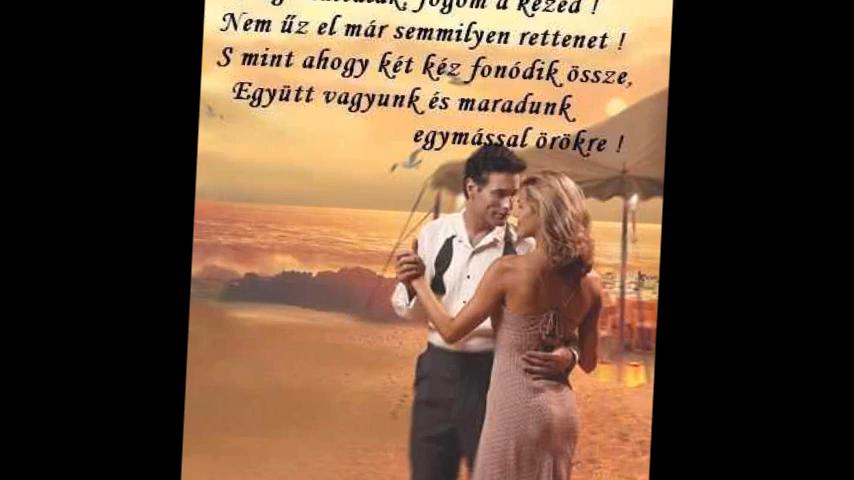 fogom a kezed !
Nem űz el már semmilyen rettenet !
S mint ahogy két kéz fonódik össze,
Együtt vagyunk és maradunk
egymással örökre !